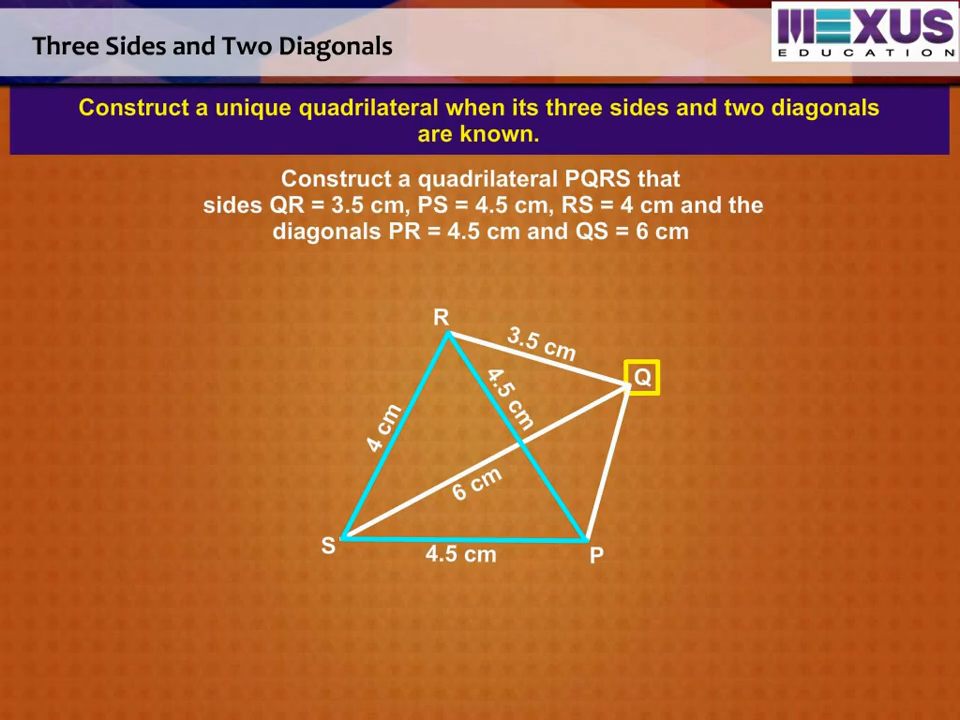 Three Sides and Two Diagonals
MEXUS
EDUCATION
Construct a unique quadrilateral when its three sides and two diagonals
are known.
Construct a quadrilateral PQRS that
sides QR = 3.5 cm, PS = 4.5 cm, RS = 4 cm and the
diagonals PR = 4.5 cm and QS = 6 cm
R
3.5 cm
Q
4.5 cm
4 cm
6 cm
S
4.5 cm
P